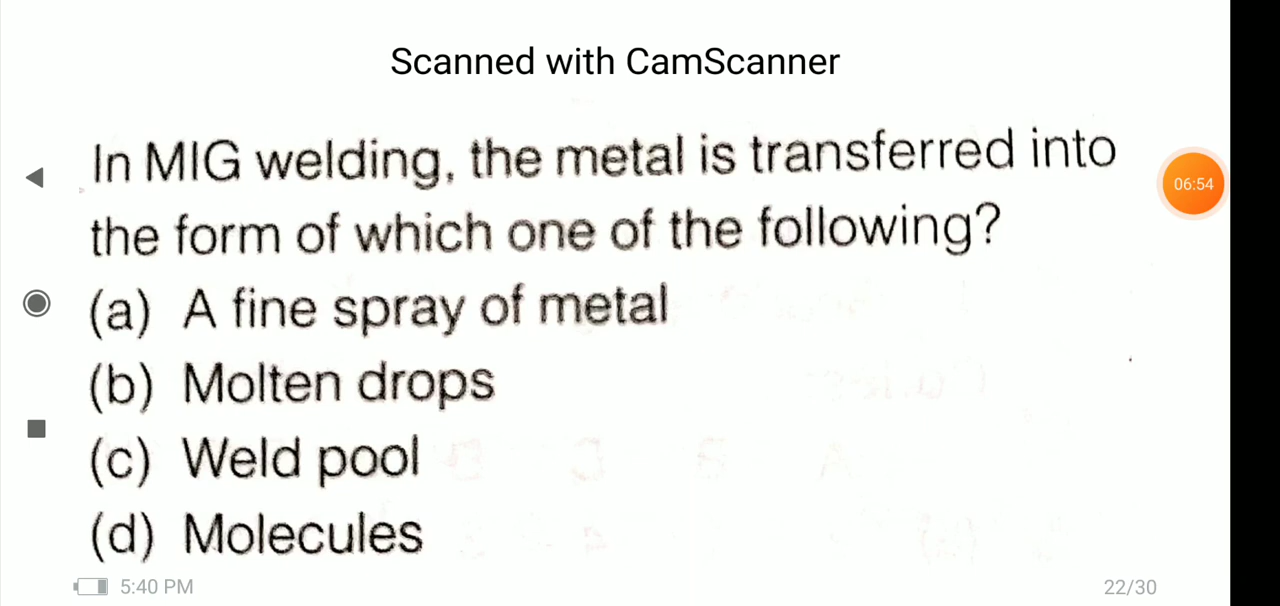 Scanned with CamScanner
In MIG welding, the metal is transferred into
the form of which one of the following?
(a) A fine spray of metal
(b) Molten drops
(c) Weld pool
(d) Molecules
06:54
5:40 PM
22/30